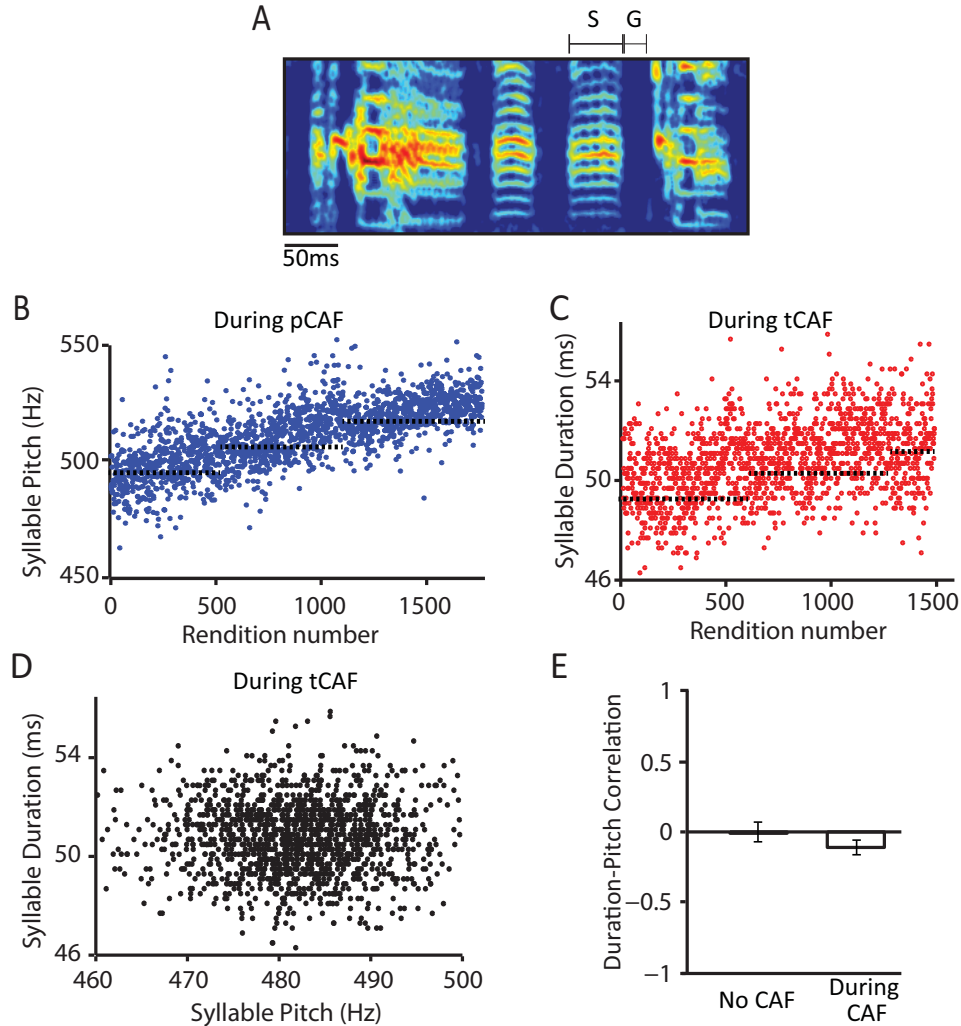 A
S G
50ms
B
During pCAF
Syllable Pitch (Hz)
550
500
450
0 500 1000 1500
Rendition number
C
During tCAF
Syllable Duration (ms)
54
50
46
0 500 1000 1500
Rendition number
D
During tCAF
Syllable Duration (ms)
54
50
46
460 470 480 490 500
Syllable Pitch (Hz)
E
Duration-Pitch Correlation
1
0.5
0
−0.5
−1
No CAF
During
CAF